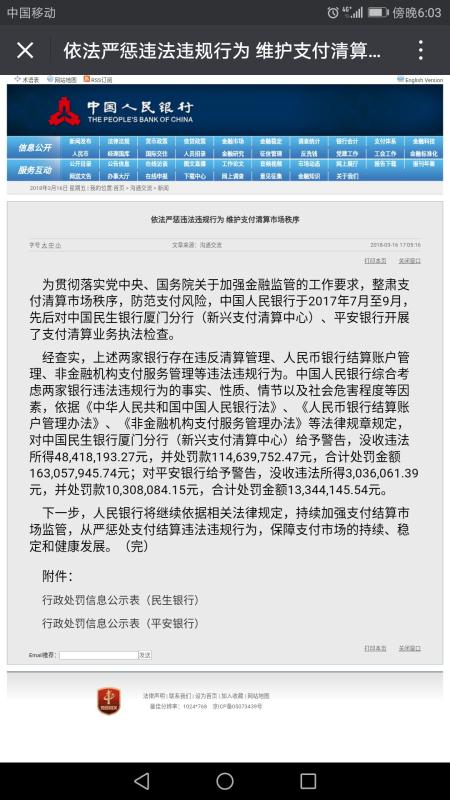 中国移动
傍晚6:03
依法严惩违法违规行为 维护支付清算...
术语表 网站地图 RSS订阅 English Version
中国人民银行
THE PEOPLE'S BANK OF CHINA
信息公开
新闻发布 法律法规 货币政策 信贷政策 金融市场 金融稳定 调查统计 银行会计 支付体系 金融科技
人民币 经理国库 国际交往 人员招录 金融研究 征信管理 反洗钱 党建工作 工会工作 金融标准化
服务互动
公开目录 公告信息 在线访谈 图文直播 工作论文 音频视频 市场动态 网上展厅 报告下载 报刊年鉴
网送文告 办事大厅 在线申报 下载中心 网上调查 意见征集 金融知识 关于我们
2018年3月16日 星期五 | 我的位置:首页 > 沟通交流 > 新闻
依法严惩违法违规行为 维护支付清算市场秩序
字号 大 中 小 文章来源：沟通交流 2018-03-16 17:05:16
打印本页 关闭窗口
为贯彻落实党中央、国务院关于加强金融监管的工作要求，整肃支
付清算市场秩序，防范支付风险，中国人民银行于2017年7月至9月，
先后对中国民生银行厦门分行（新兴支付清算中心）、平安银行开展
了支付清算业务执法检查。
经查实，上述两家银行存在违反清算管理、人民币银行结算账户管
理、非金融机构支付服务管理等违法违规行为。中国人民银行综合考
虑两家银行违法违规行为的事实、性质、情节以及社会危害程度等因
素，依据《中华人民共和国中国人民银行法》、《人民币银行结算账
户管理办法》、《非金融机构支付服务管理办法》等法律规章规定，
对中国民生银行厦门分行（新兴支付清算中心）给予警告，没收违法
所得48,418,193.27元，并处罚款114,639,752.47元，合计处罚金额
163,057,945.74元；对平安银行给予警告，没收违法所得3,036,061.39
元，并处罚款10,308,084.15元，合计处罚金额13,344,145.54元。
下一步，人民银行将继续依据相关法律规定，持续加强支付结算市
场监管，从严惩处支付结算违法违规行为，保障支付市场的持续、稳
定和健康发展。（完）
附件：
行政处罚信息公示表（民生银行）
行政处罚信息公示表（平安银行）
打印本页 关闭窗口
Email推荐： 发送
法律声明 | 联系我们 | 设为首页 | 加入收藏 | 网站地图
最佳分辨率：1024*768 京ICP备05073439号